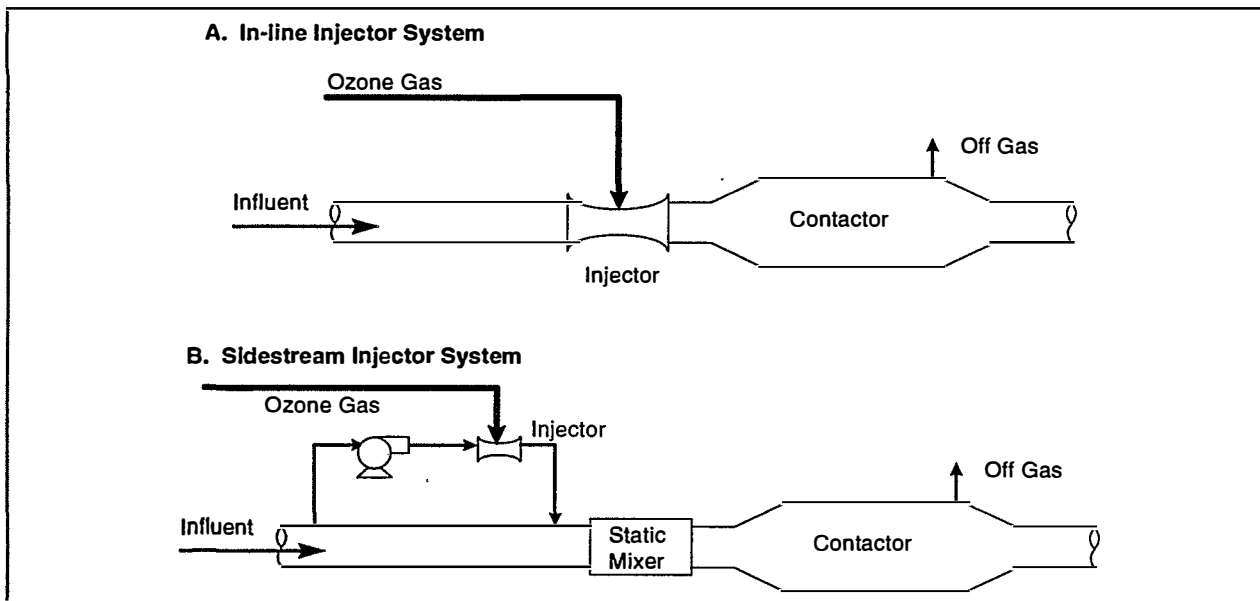 A. In-line Injector System
Ozone Gas
Off Gas
Influent
Contactor
Injector
B. Sidestream Injector System
Ozone Gas
Injector
Off Gas
Influent
Static
Mixer
Contactor